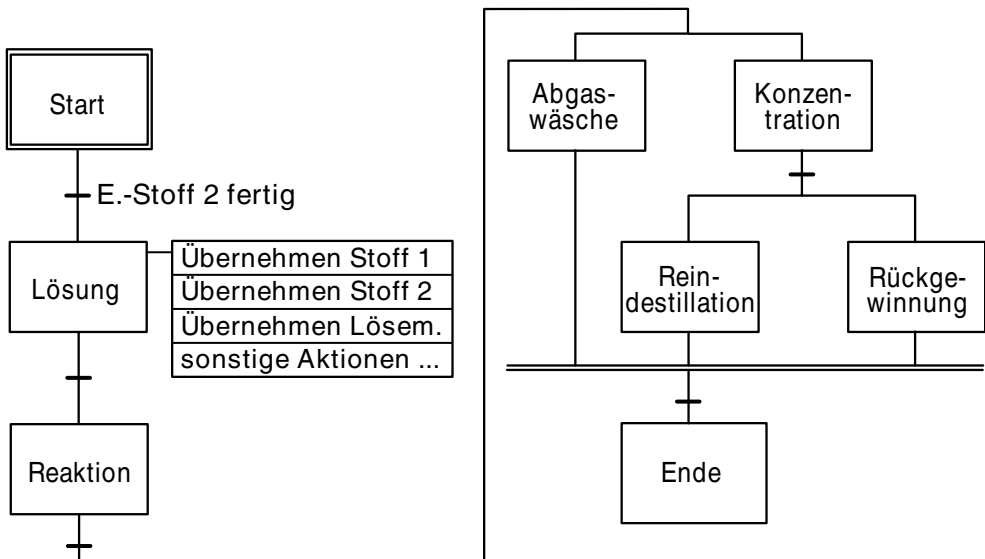 Start
E.-Stoff 2 fertig
Lösung
Übernehmen Stoff 1
Übernehmen Stoff 2
Übernehmen Lösem.
sonstige Aktionen ...
Reaktion
Abgas-
wäsche
Konzen-
tration
Rein-
destillation
Rückge-
winnung
Ende